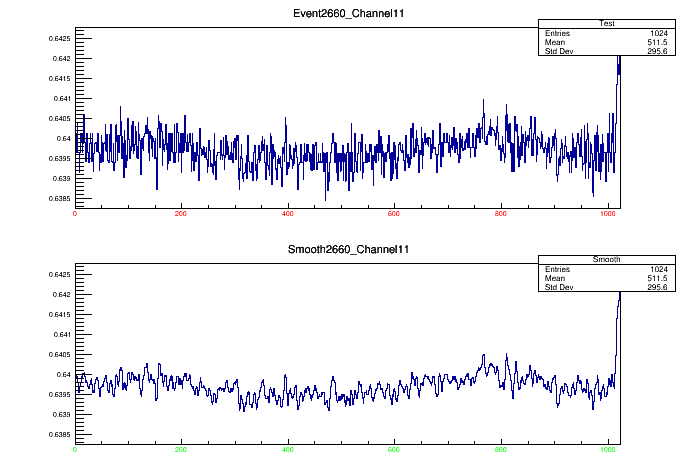 Event2660_Channel11
Test
Entries 1024
Mean 511.5
Std Dev 295.6
0.643
0.6425
0.642
0.6415
0.641
0.6405
0.64
0.6395
0.639
0.6385
0 200 400 600 800 1000
Smooth2660_Channel11
Smooth
Entries 1024
Mean 511.5
Std Dev 295.6
0.6425
0.642
0.6415
0.641
0.6405
0.64
0.6395
0.639
0.6385
0 200 400 600 800 1000